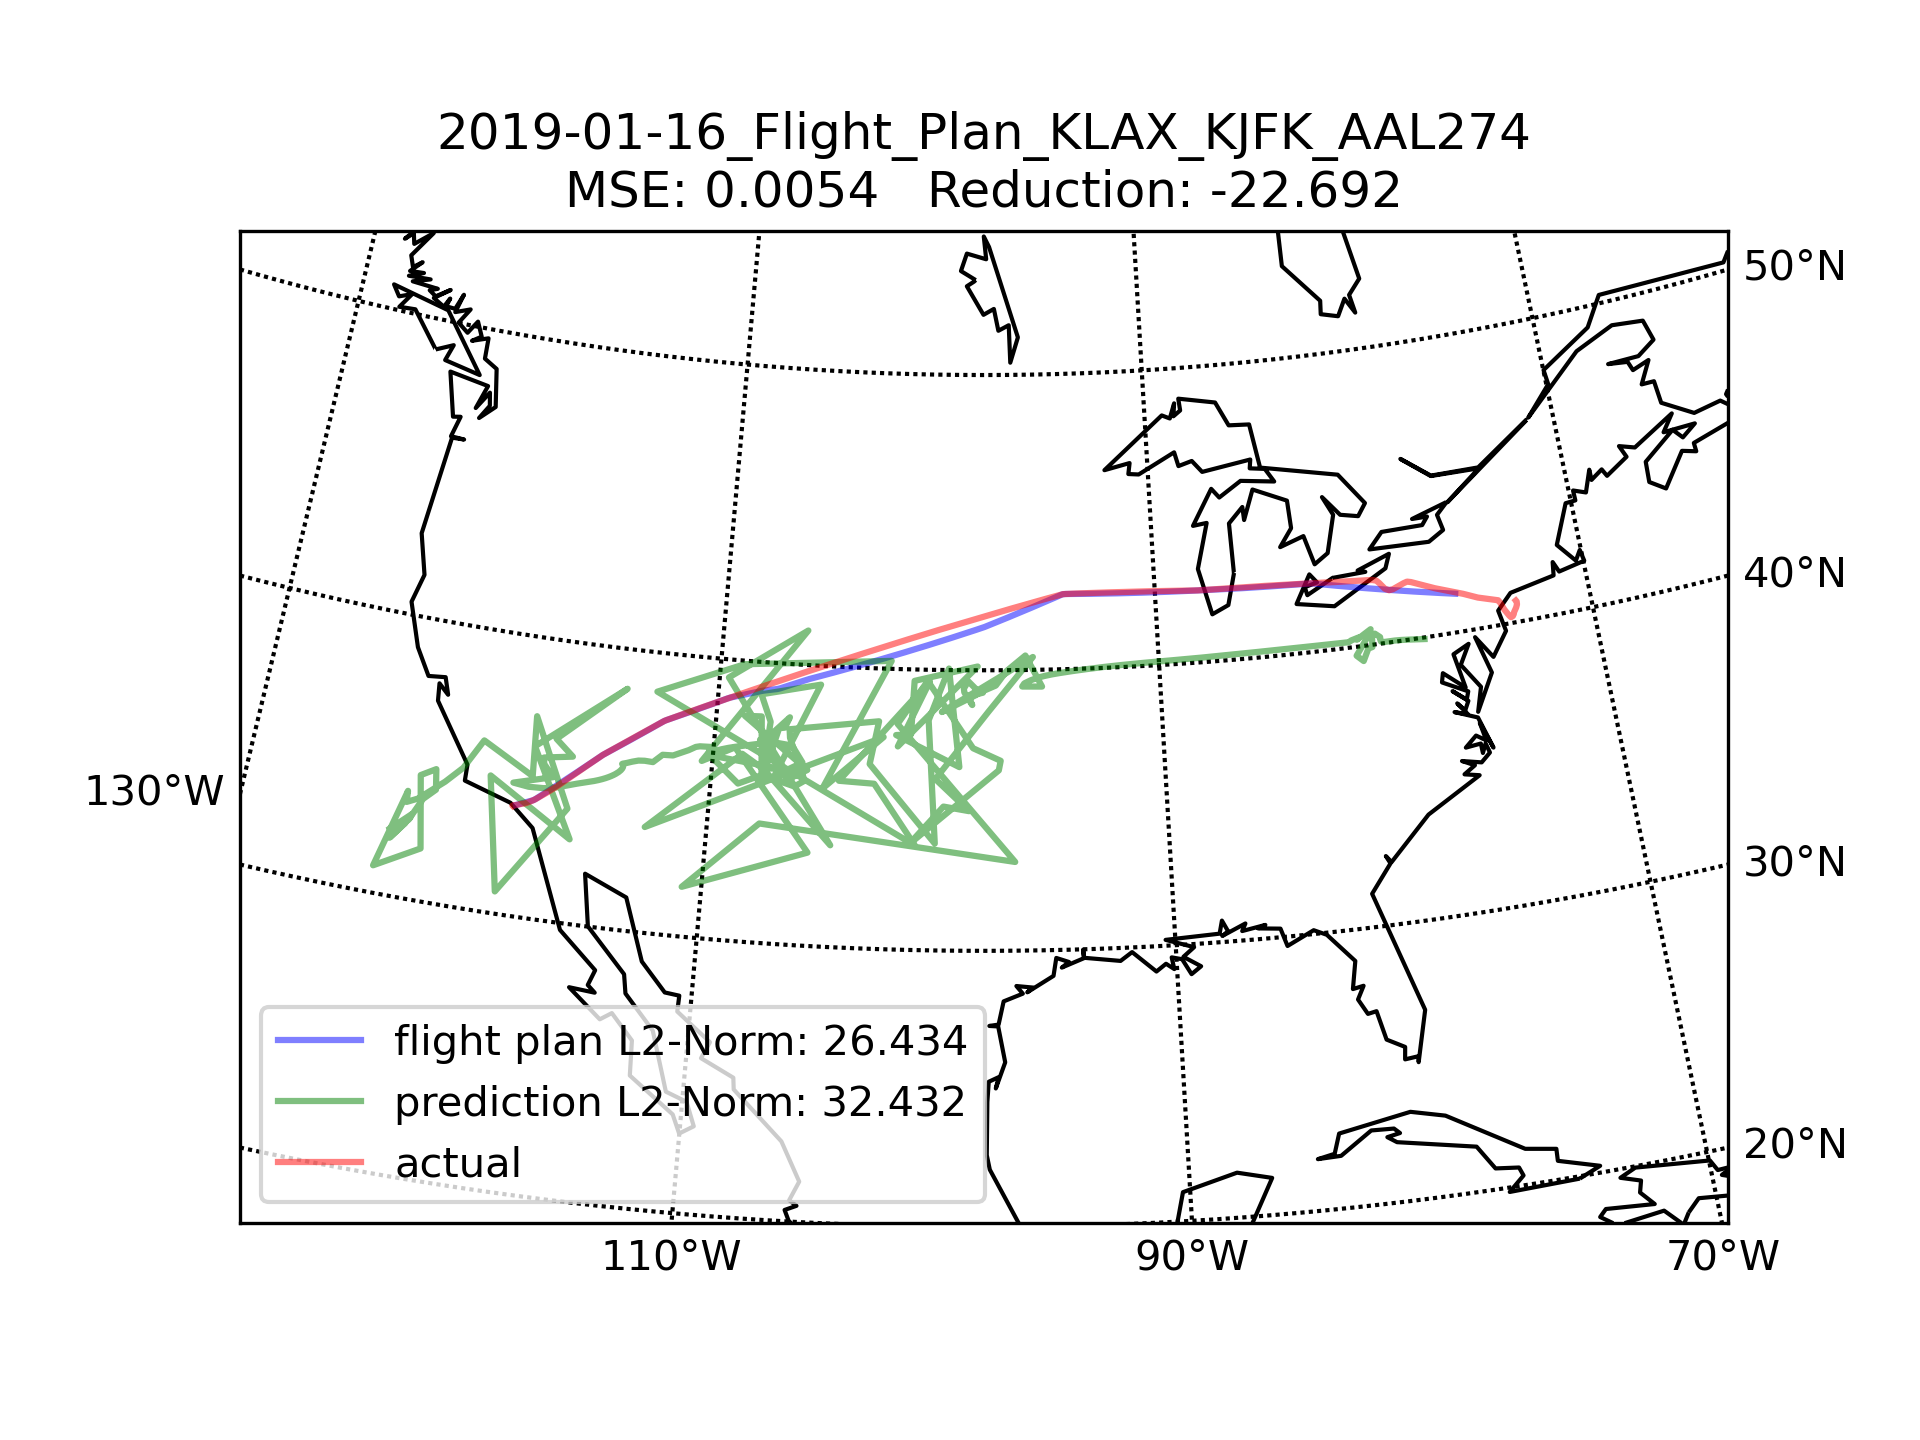 2019-01-16_Flight_Plan_KLAX_KJFK_AAL274
MSE: 0.0054   Reduction: -22.692
50°N
40°N
130°W
30°N
flight plan L2-Norm: 26.434
prediction L2-Norm: 32.432
20°N
actual
110°W
90°W
70°W